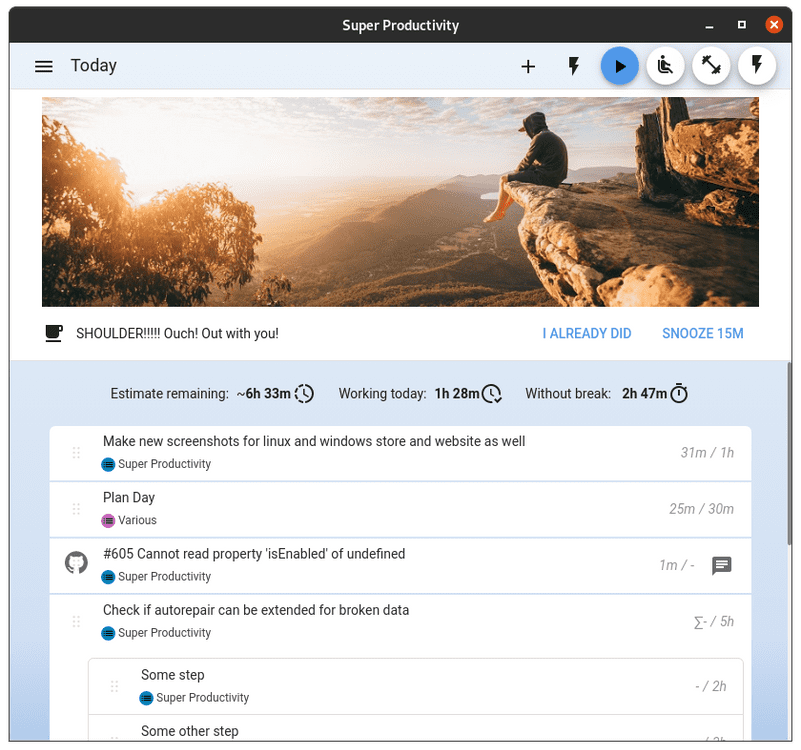 Super Productivity
Today
SHOULDER!!!!! Ouch! Out with you!
I ALREADY DID
SNOOZE 15M
Estimate remaining: ~6h 33m
Working today: 1h 28m
Without break: 2h 47m
Make new screenshots for linux and windows store and website as well
31m / 1h
Super Productivity
Plan Day
25m / 30m
Various
#605 Cannot read property 'isEnabled' of undefined
1m / -
Super Productivity
Check if autorepair can be extended for broken data
∑- / 5h
Super Productivity
Some step
- / 2h
Super Productivity
Some other step